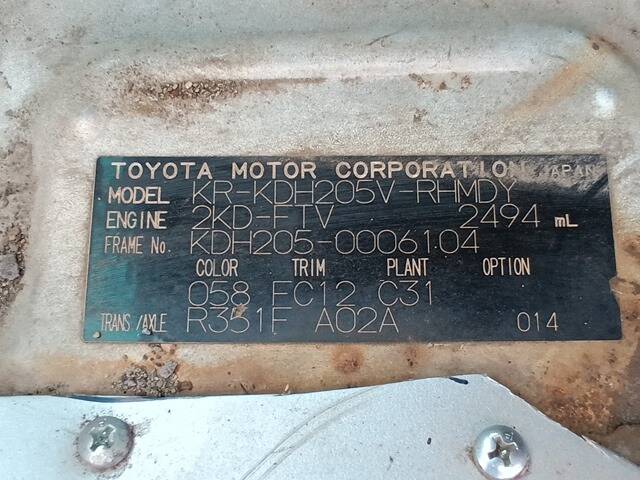 TOYOTA MOTOR CORPORATION JAPAN
MODEL KR-KDH205V-RHMDY
ENGINE 2KD-FTV 2494 mL
FRAME No. KDH205-0006104
COLOR TRIM PLANT OPTION
058 FC12 C31
TRANS/AXLE R351F A02A 014